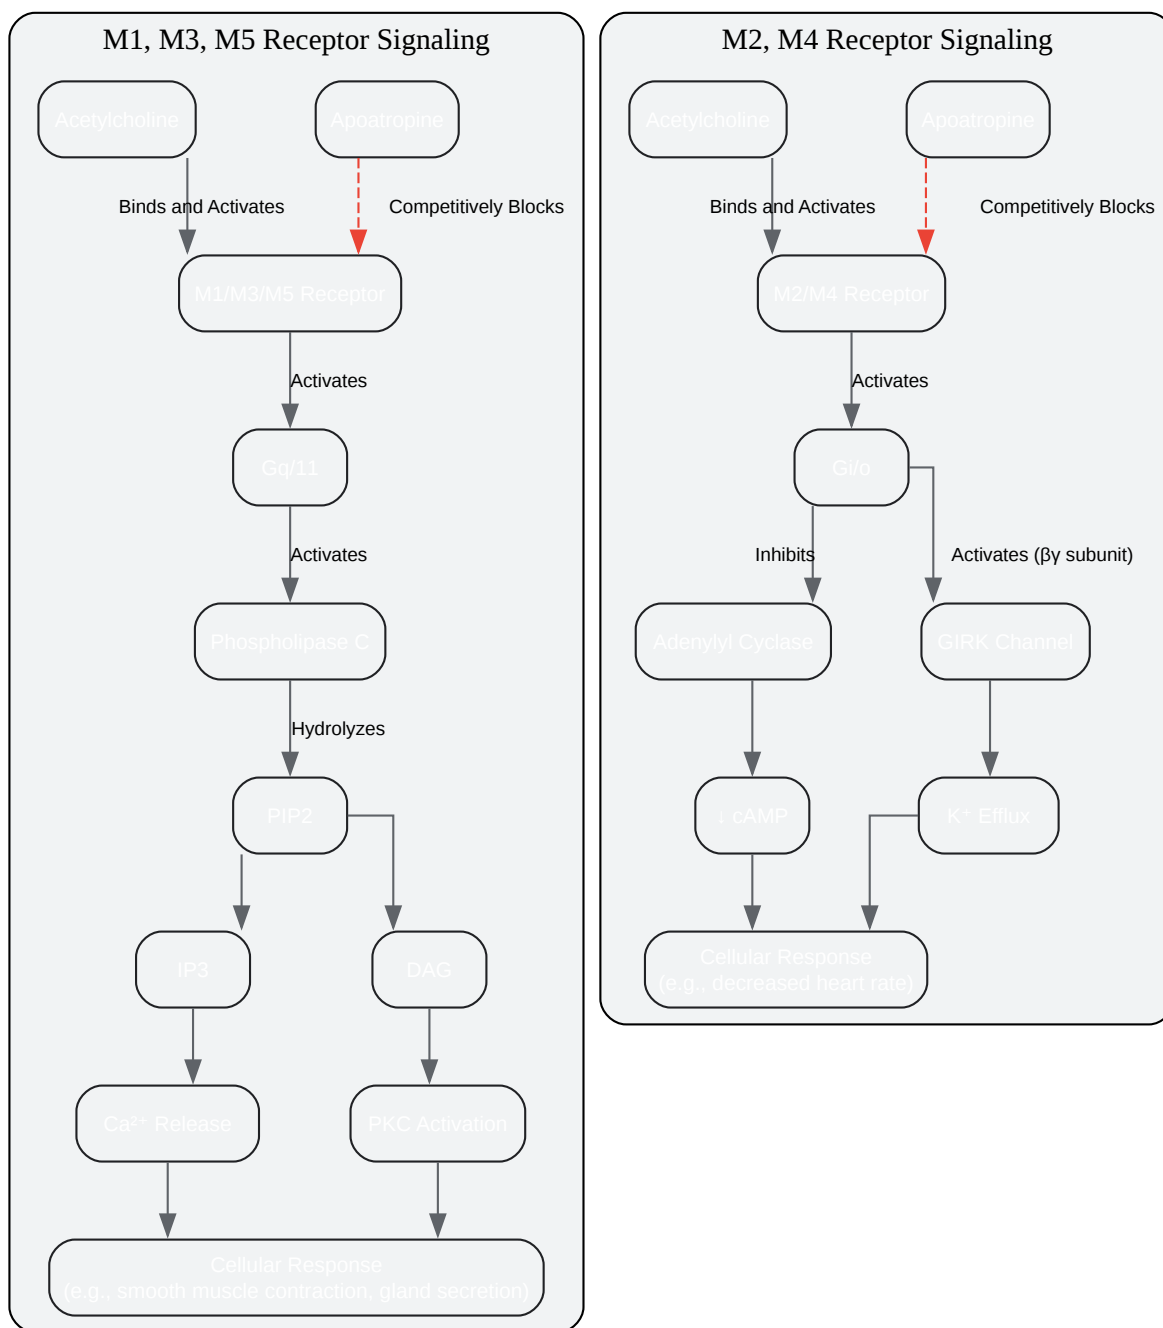 M1, M3, M5 Receptor Signaling
Acetylcholine
Apoatropine
Binds and Activates
Competitively Blocks
M1/M3/M5 Receptor
Activates
Gq/11
Activates
Phospholipase C
Hydrolyzes
PIP2
IP3
DAG
Ca²⁺ Release
PKC Activation
Cellular Response
(e.g., smooth muscle contraction, gland secretion)
M2, M4 Receptor Signaling
Acetylcholine
Apoatropine
Binds and Activates
Competitively Blocks
M2/M4 Receptor
Activates
Gi/o
Inhibits
Activates (βγ subunit)
Adenylyl Cyclase
GIRK Channel
↓ cAMP
K⁺ Efflux
Cellular Response
(e.g., decreased heart rate)